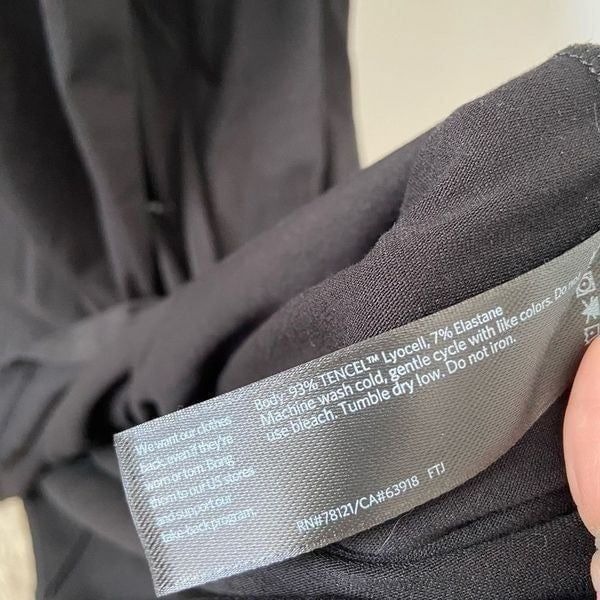 We want our clothes
back even if they're
worn or torn. Bring
them to our US stores
and support our
take-back program.
Body: 93% TENCEL™ Lyocell, 7% Elastane
Machine wash cold, gentle cycle with like colors. Do not
use bleach. Tumble dry low. Do not iron.
RN#78121/CA#63918 FTJ